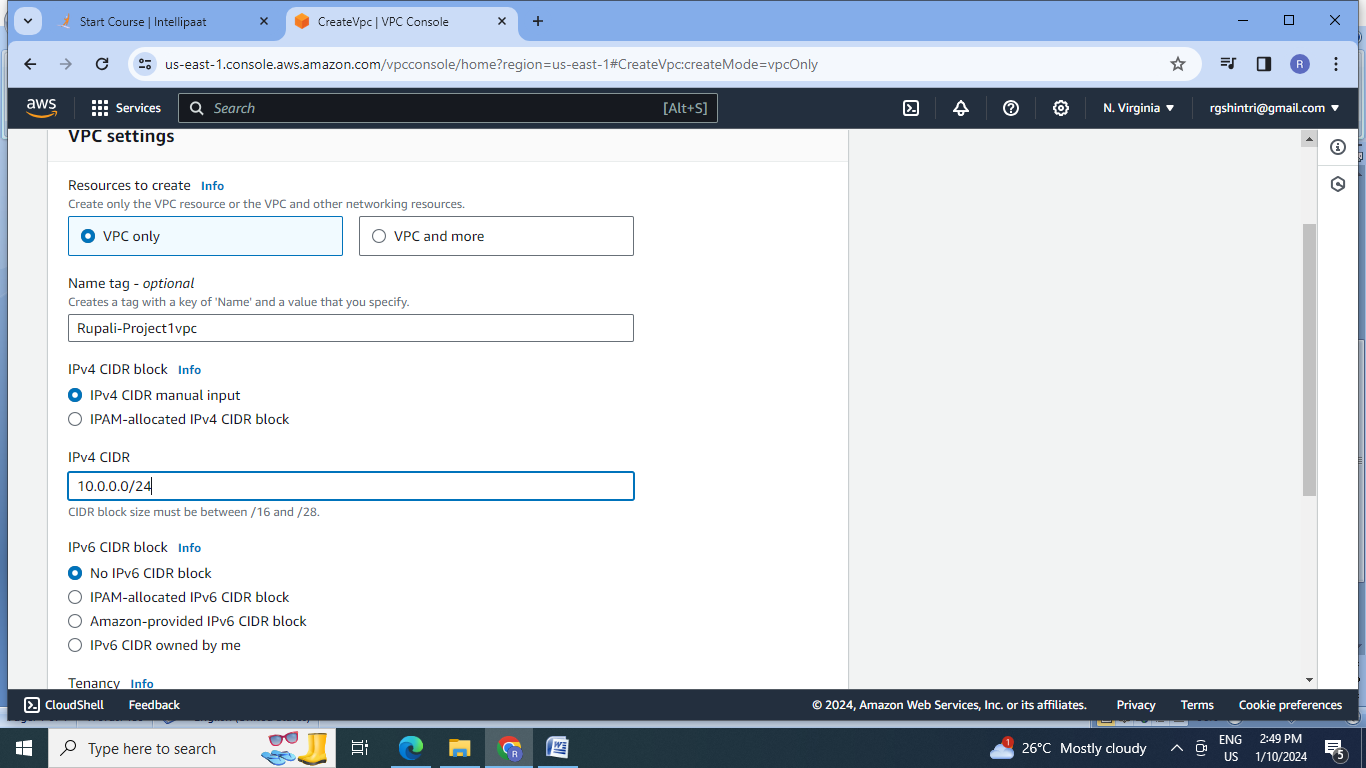 Start Course | Intellipaat
CreateVpc | VPC Console
us-east-1.console.aws.amazon.com/vpcconsole/home?region=us-east-1#CreateVpc:createMode=vpcOnly
R
aws
Services
Search
[Alt+S]
N. Virginia
rgshintri@gmail.com
VPC settings
Resources to create Info
Create only the VPC resource or the VPC and other networking resources.
VPC only
VPC and more
Name tag - optional
Creates a tag with a key of 'Name' and a value that you specify.
Rupali-Project1vpc
IPv4 CIDR block Info
IPv4 CIDR manual input
IPAM-allocated IPv4 CIDR block
IPv4 CIDR
10.0.0.0/24
CIDR block size must be between /16 and /28.
IPv6 CIDR block Info
No IPv6 CIDR block
IPAM-allocated IPv6 CIDR block
Amazon-provided IPv6 CIDR block
IPv6 CIDR owned by me
Tenancy Info
CloudShell
Feedback
© 2024, Amazon Web Services, Inc. or its affiliates.
Privacy
Terms
Cookie preferences
Type here to search
R
W
1
26°C Mostly cloudy
ENG
US
2:49 PM
1/10/2024
5